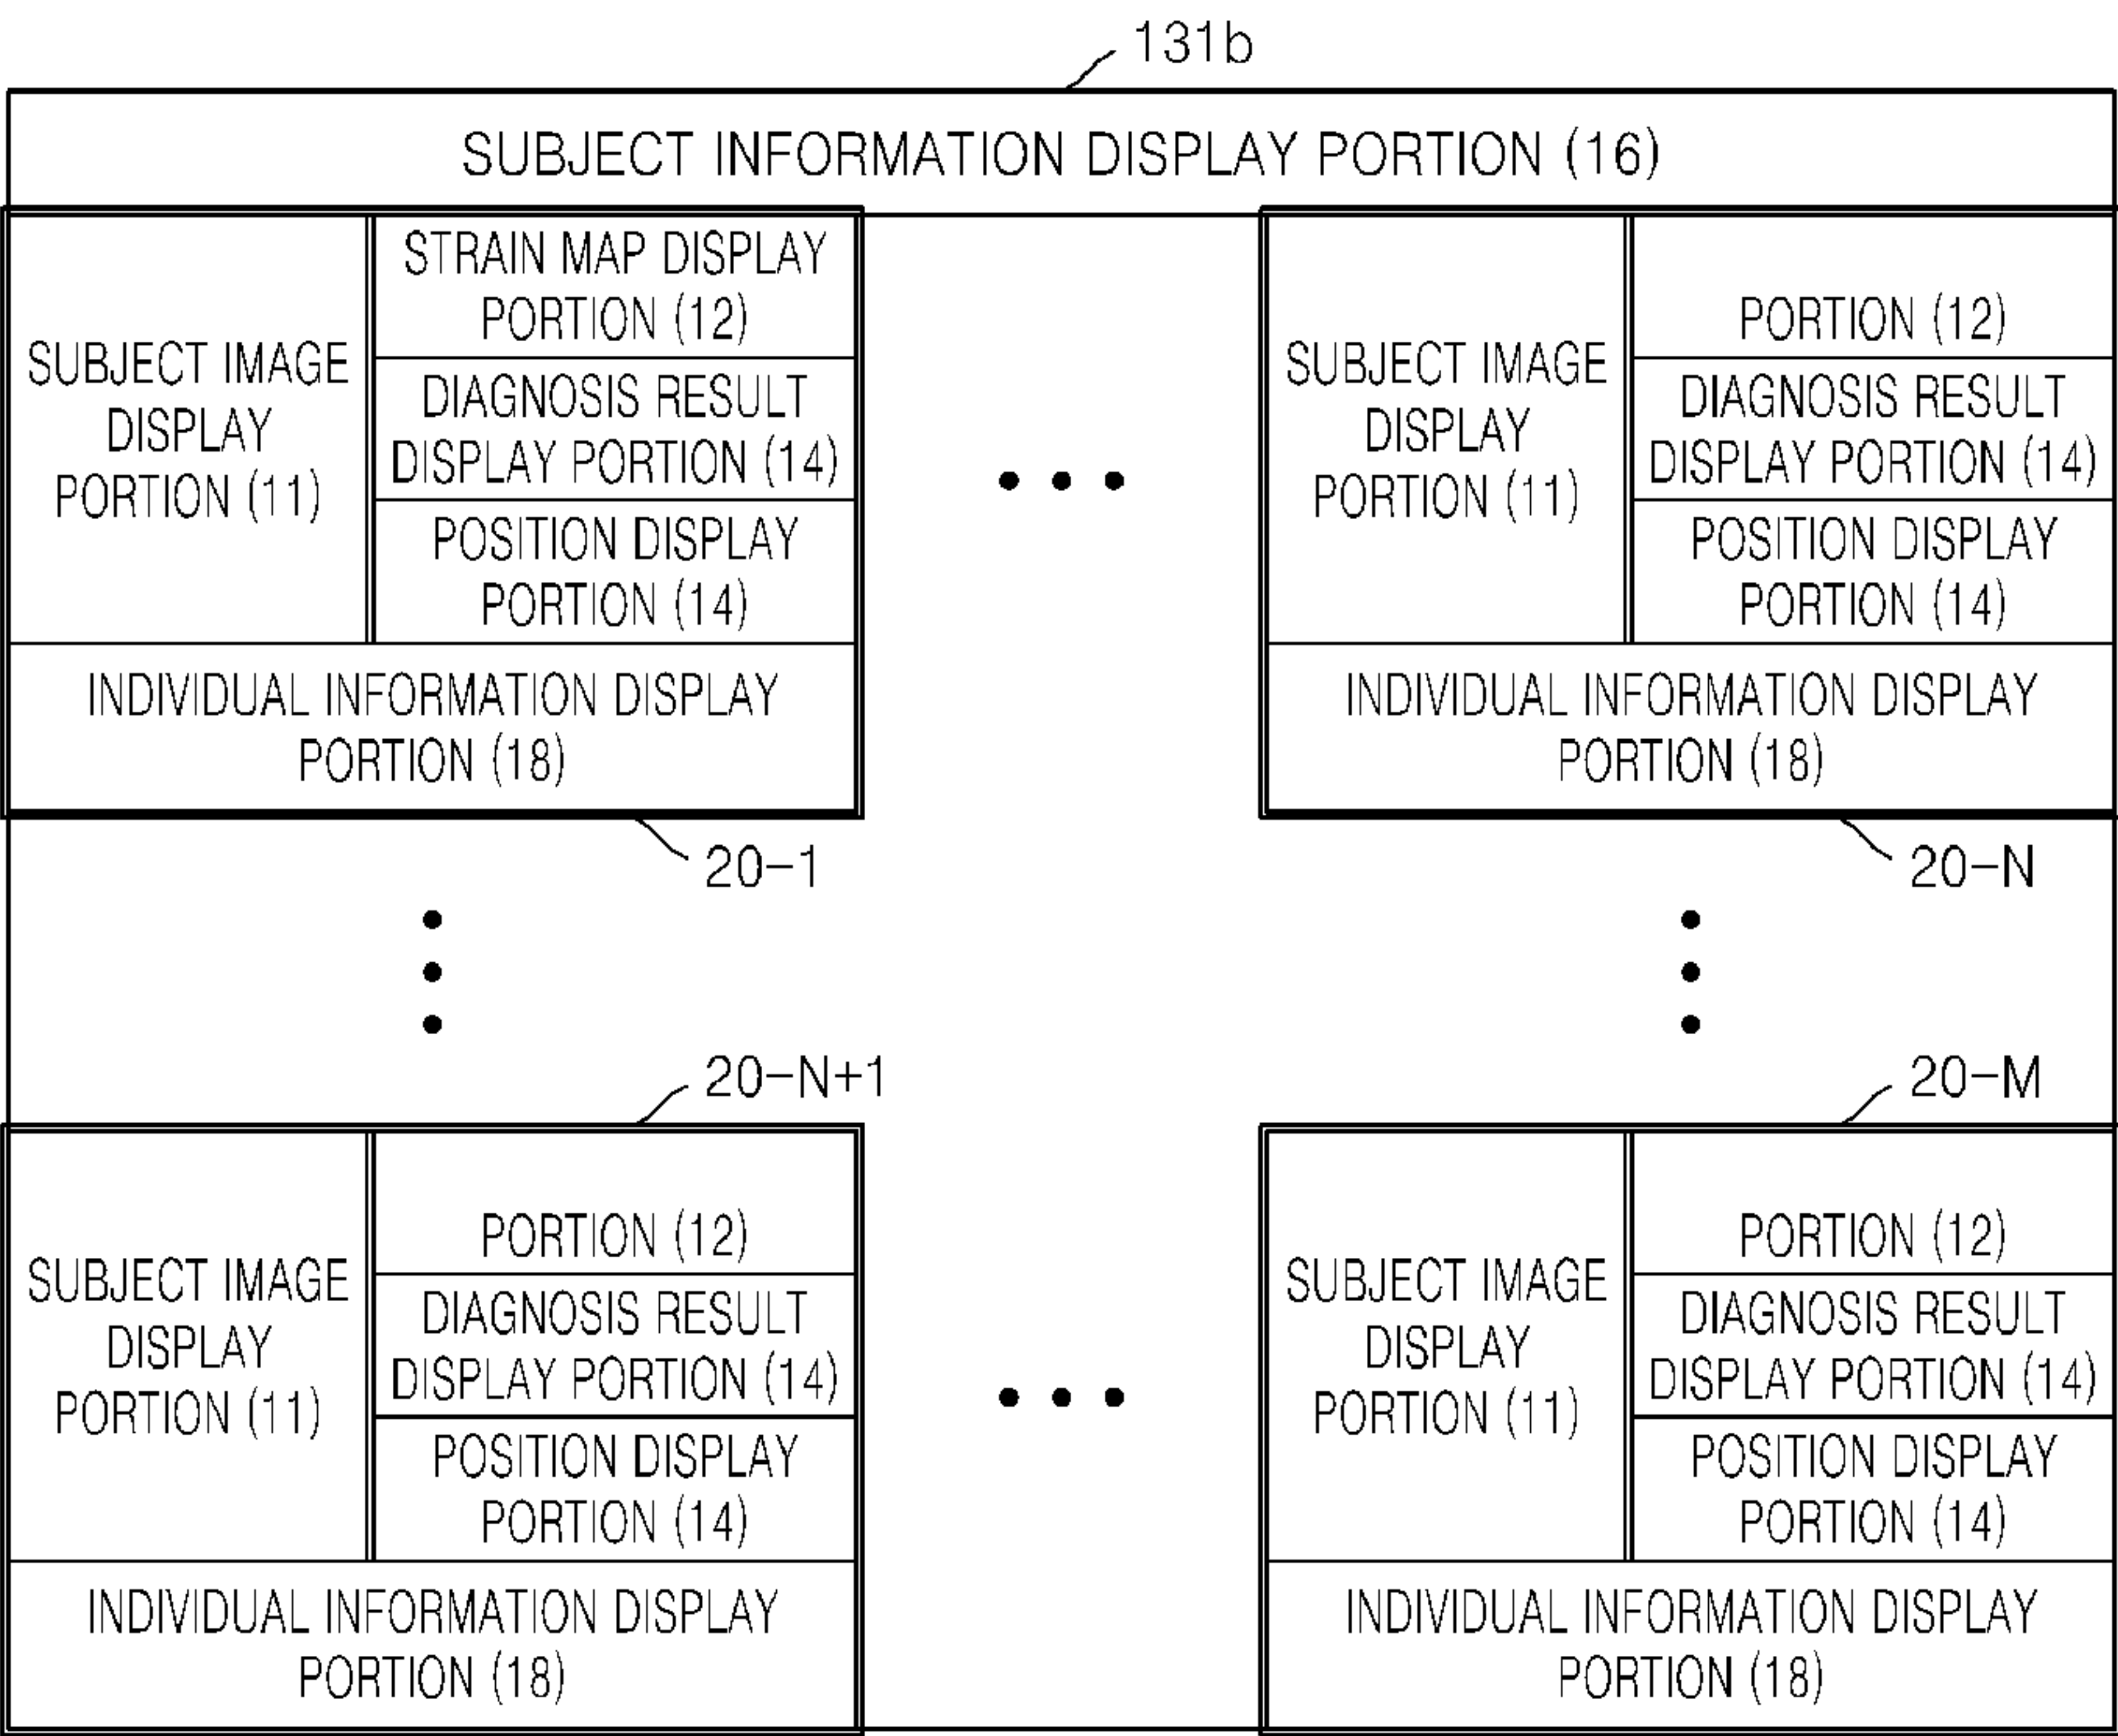 131b
SUBJECT INFORMATION DISPLAY PORTION (16)
SUBJECT IMAGE
DISPLAY
PORTION (11)
STRAIN MAP DISPLAY
PORTION (12)
DIAGNOSIS RESULT
DISPLAY PORTION (14)
POSITION DISPLAY
PORTION (14)
INDIVIDUAL INFORMATION DISPLAY
PORTION (18)
20-1
SUBJECT IMAGE
DISPLAY
PORTION (11)
PORTION (12)
DIAGNOSIS RESULT
DISPLAY PORTION (14)
POSITION DISPLAY
PORTION (14)
INDIVIDUAL INFORMATION DISPLAY
PORTION (18)
20-N
20-N+1
SUBJECT IMAGE
DISPLAY
PORTION (11)
PORTION (12)
DIAGNOSIS RESULT
DISPLAY PORTION (14)
POSITION DISPLAY
PORTION (14)
INDIVIDUAL INFORMATION DISPLAY
PORTION (18)
20-M
SUBJECT IMAGE
DISPLAY
PORTION (11)
PORTION (12)
DIAGNOSIS RESULT
DISPLAY PORTION (14)
POSITION DISPLAY
PORTION (14)
INDIVIDUAL INFORMATION DISPLAY
PORTION (18)